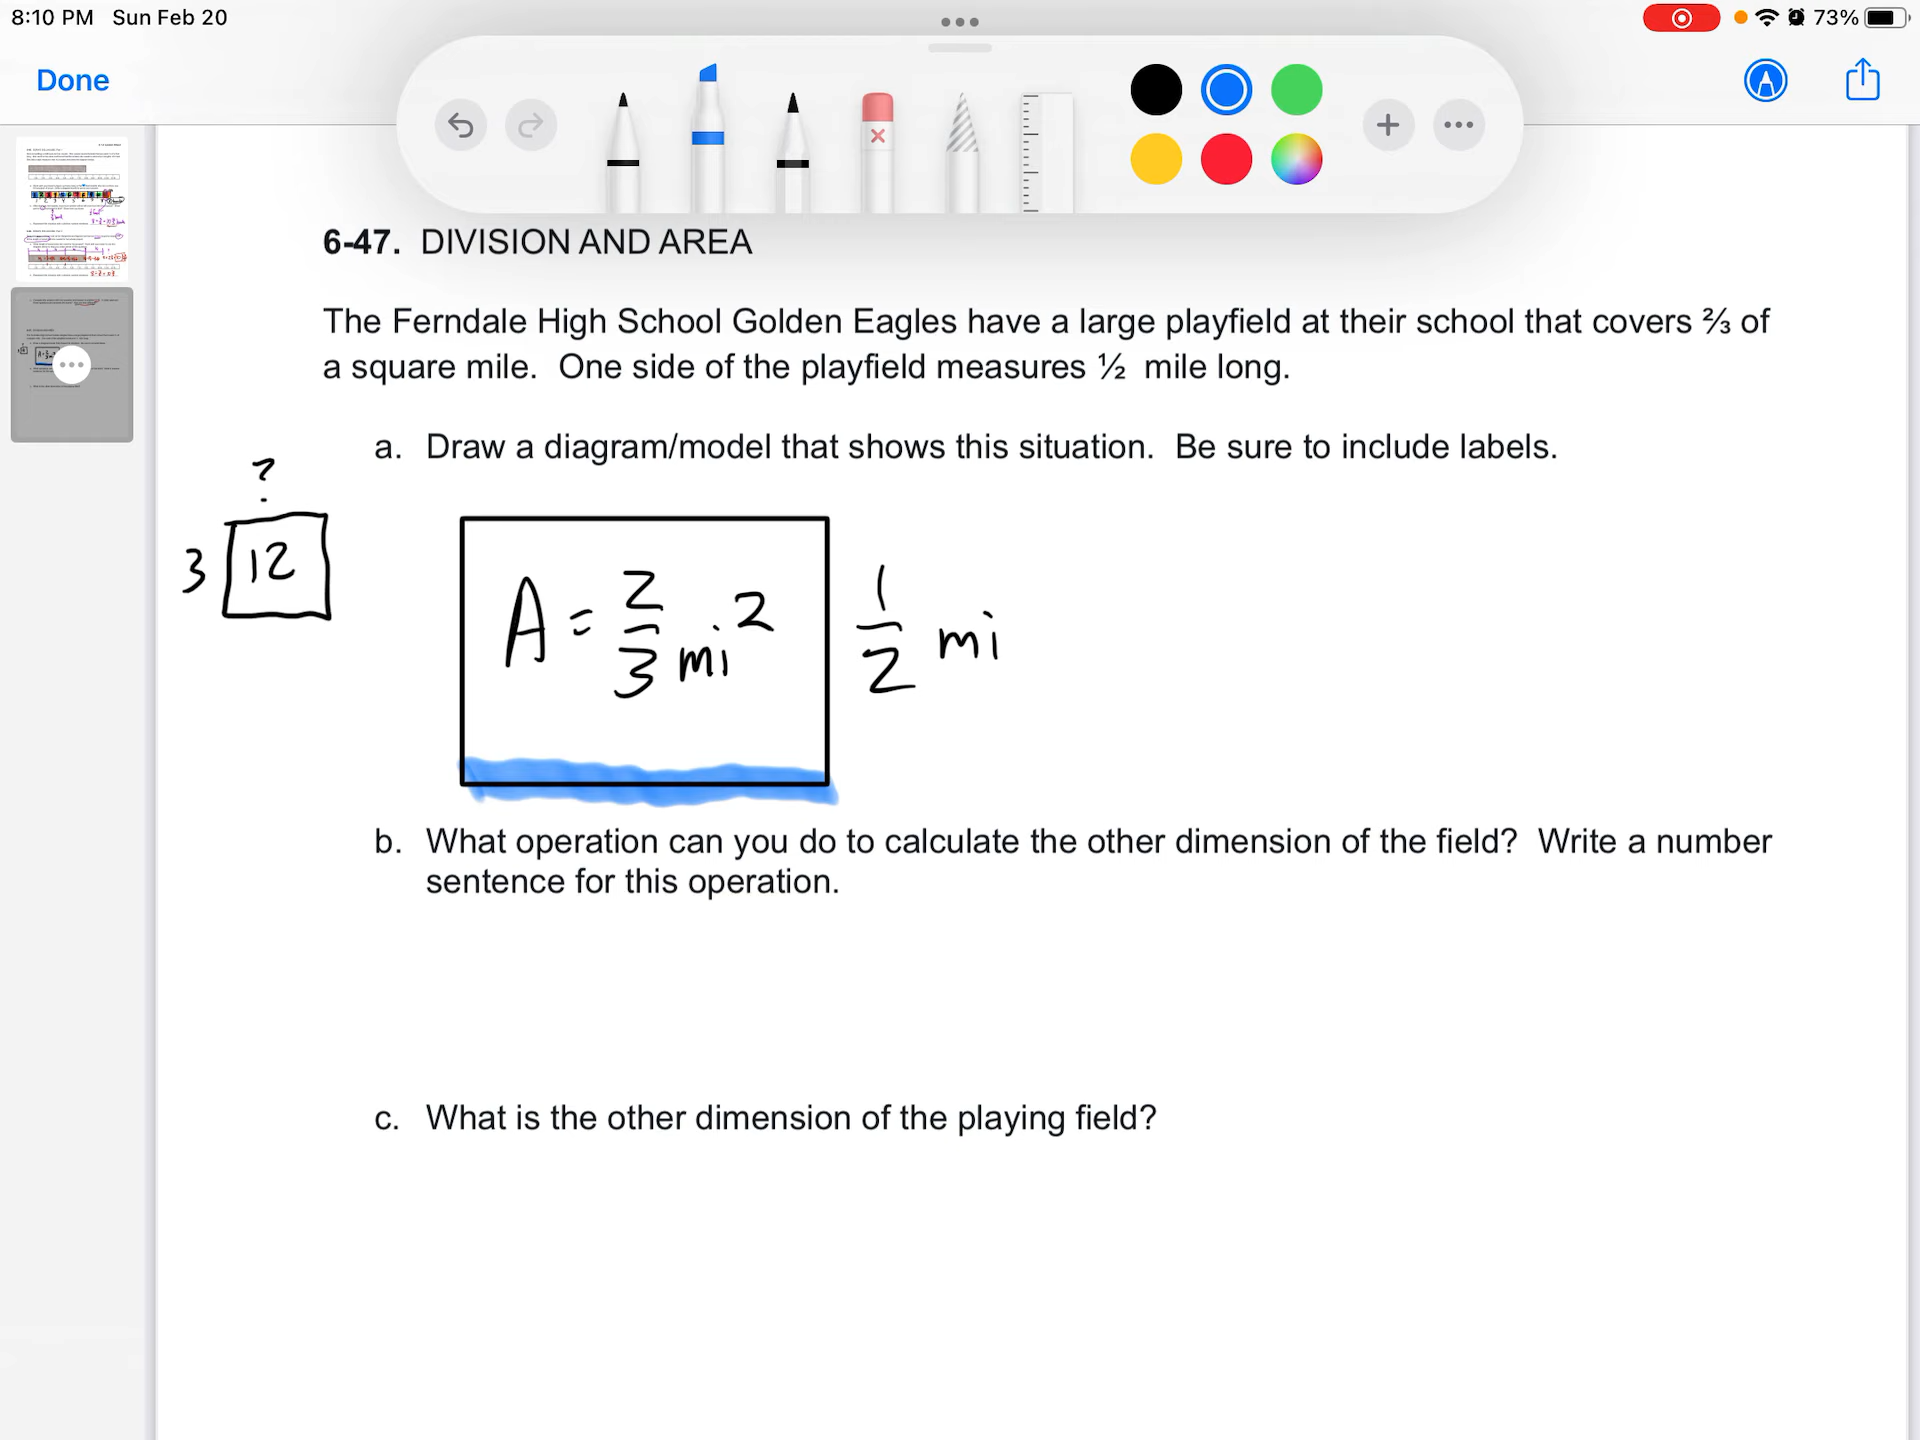 8:10 PM Sun Feb 20
73%
Done
6-47. DIVISION AND AREA
The Ferndale High School Golden Eagles have a large playfield at their school that covers ⅔ of
a square mile. One side of the playfield measures ½ mile long.
a. Draw a diagram/model that shows this situation. Be sure to include labels.
?
3 12
A = 2/3 mi² 1/2 mi
b. What operation can you do to calculate the other dimension of the field? Write a number
sentence for this operation.
c. What is the other dimension of the playing field?